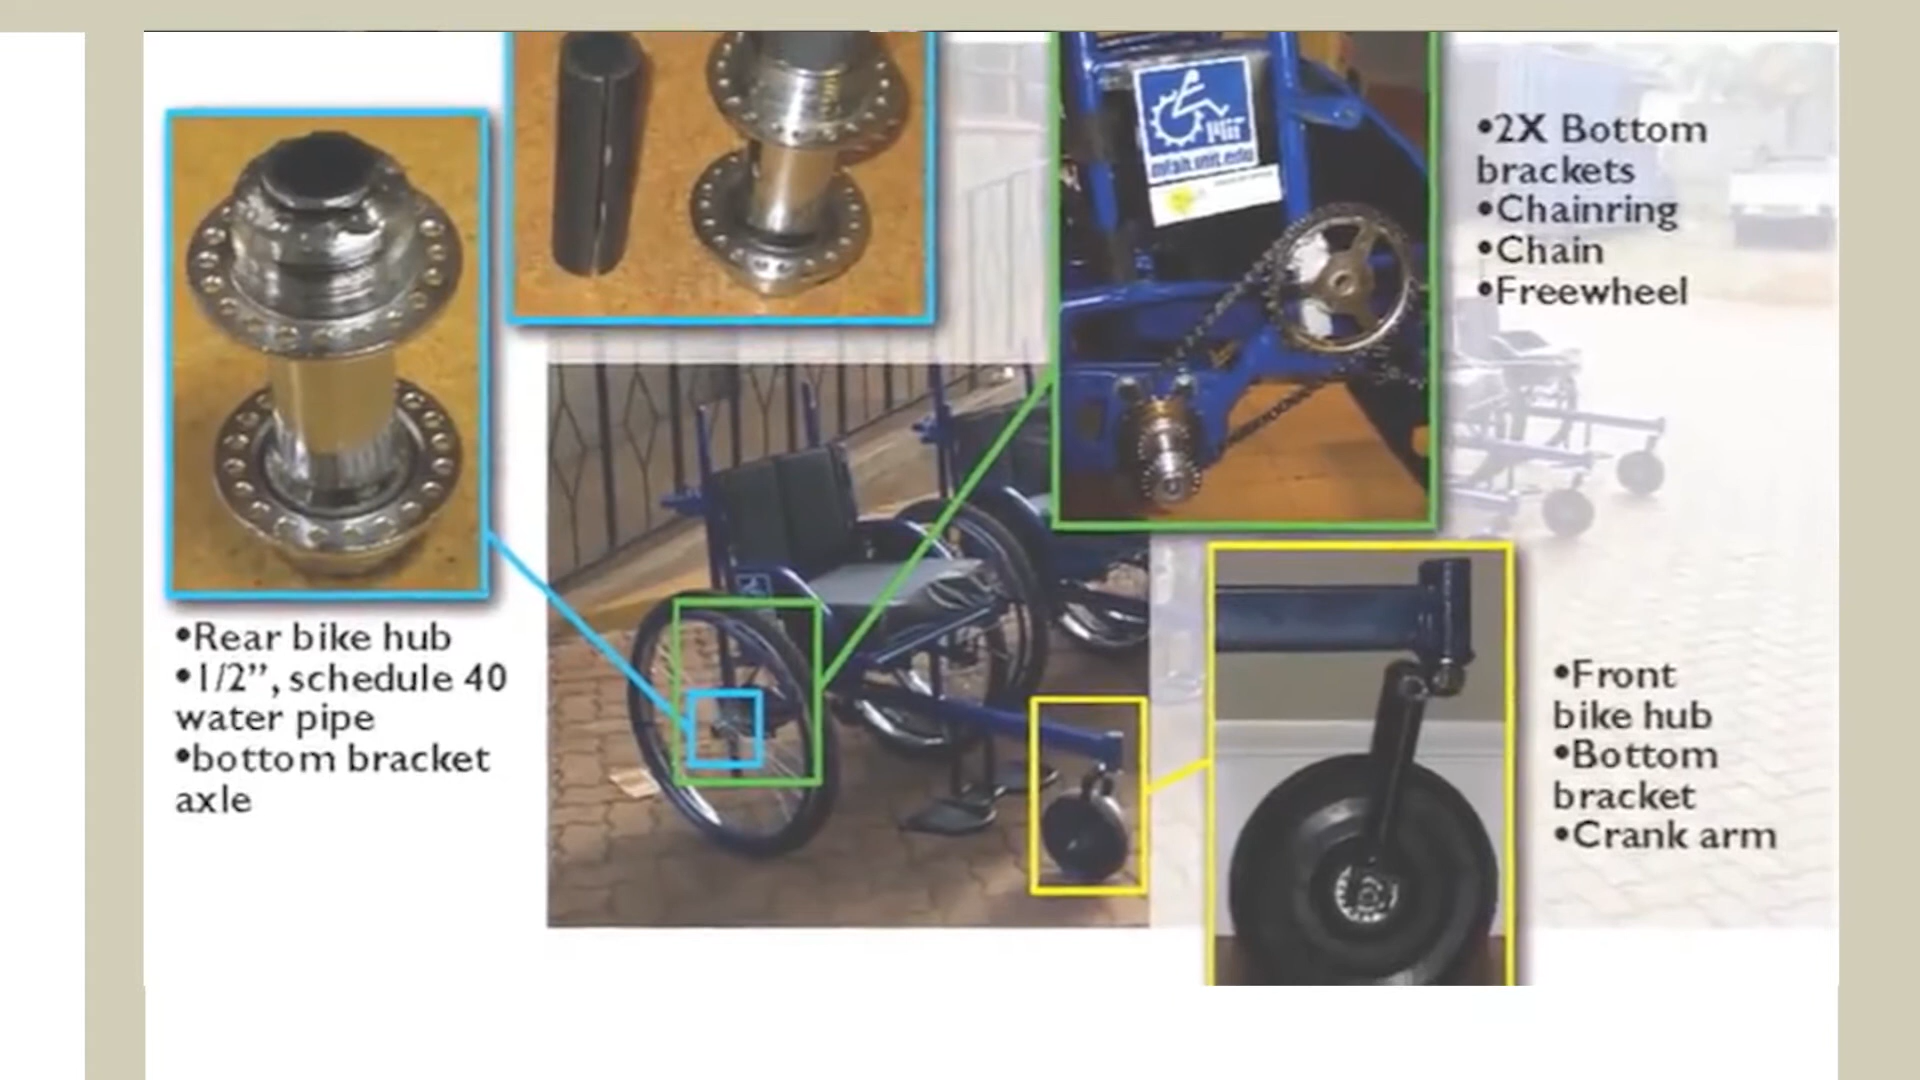 •Rear bike hub
•1/2”, schedule 40
water pipe
•bottom bracket
axle
•2X Bottom
brackets
•Chainring
•Chain
•Freewheel
•Front
bike hub
•Bottom
bracket
•Crank arm